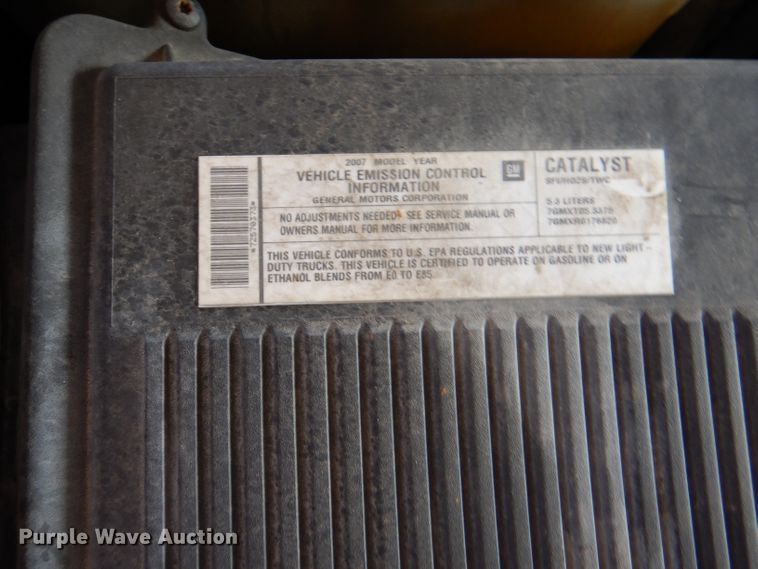 2007 MODEL YEAR
VEHICLE EMISSION CONTROL
INFORMATION
GENERAL MOTORS CORPORATION
GM
NO ADJUSTMENTS NEEDED. SEE SERVICE MANUAL OR
OWNERS MANUAL FOR MORE INFORMATION.
THIS VEHICLE CONFORMS TO U.S. EPA REGULATIONS APPLICABLE TO NEW LIGHT-
DUTY TRUCKS. THIS VEHICLE IS CERTIFIED TO OPERATE ON GASOLINE OR ON
ETHANOL BLENDS FROM E0 TO E85.
CATALYST
5.3 LITERS
7GMXR0176820
Purple Wave Auction